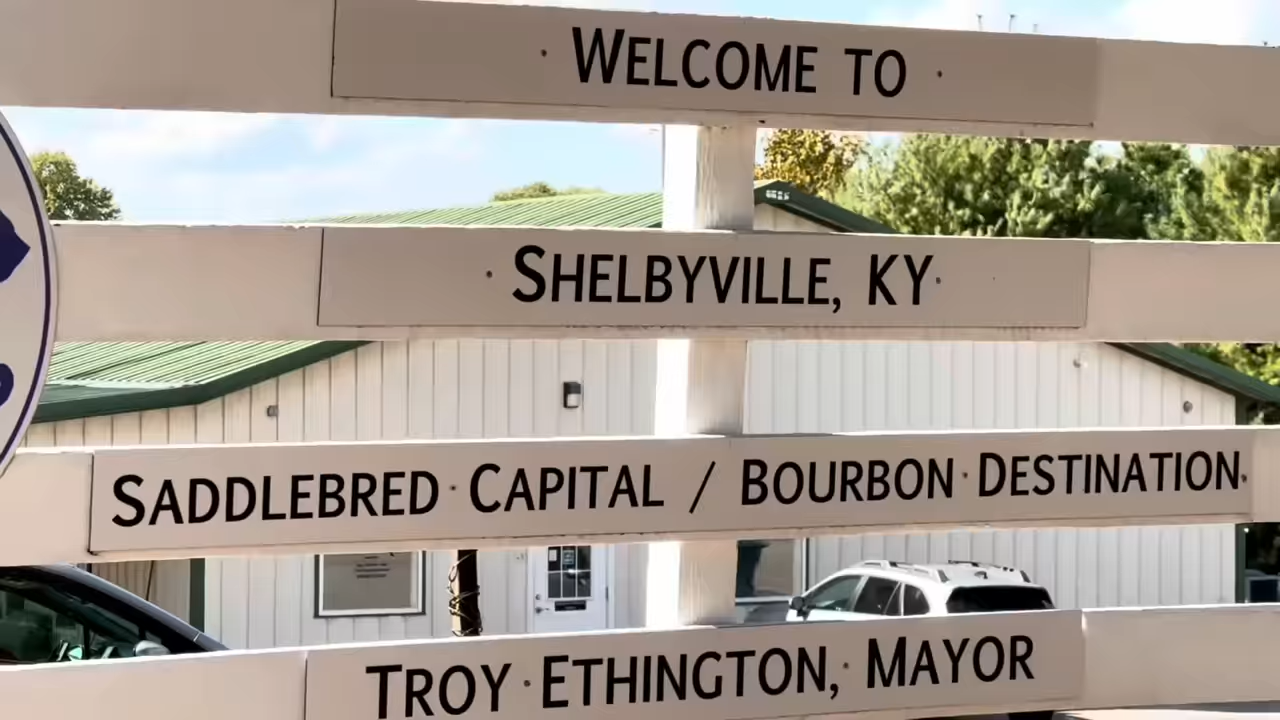 WELCOME TO
SHELBYVILLE, KY
SADDLEBRED CAPITAL / BOURBON DESTINATION
TROY ETHINGTON, MAYOR